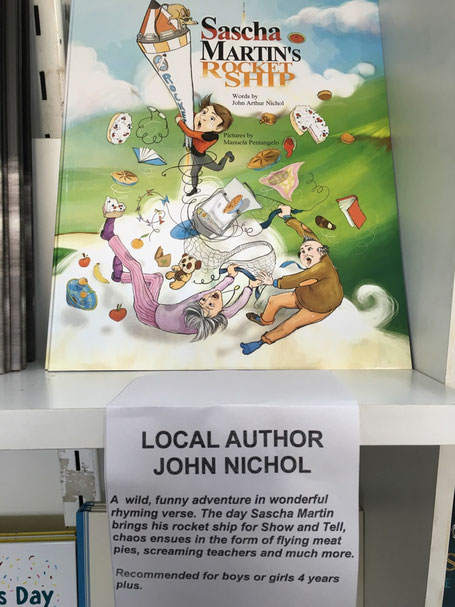 Sascha
MARTIN'S
ROCKET
SHIP
Words by
John Arthur Nichol
Pictures by
Manuela Pentangelo
LOCAL AUTHOR
JOHN NICHOL
A wild, funny adventure in wonderful
rhyming verse. The day Sascha Martin
brings his rocket ship for Show and Tell,
chaos ensues in the form of flying meat
pies, screaming teachers and much more.
Recommended for boys or girls 4 years
plus.
s Day